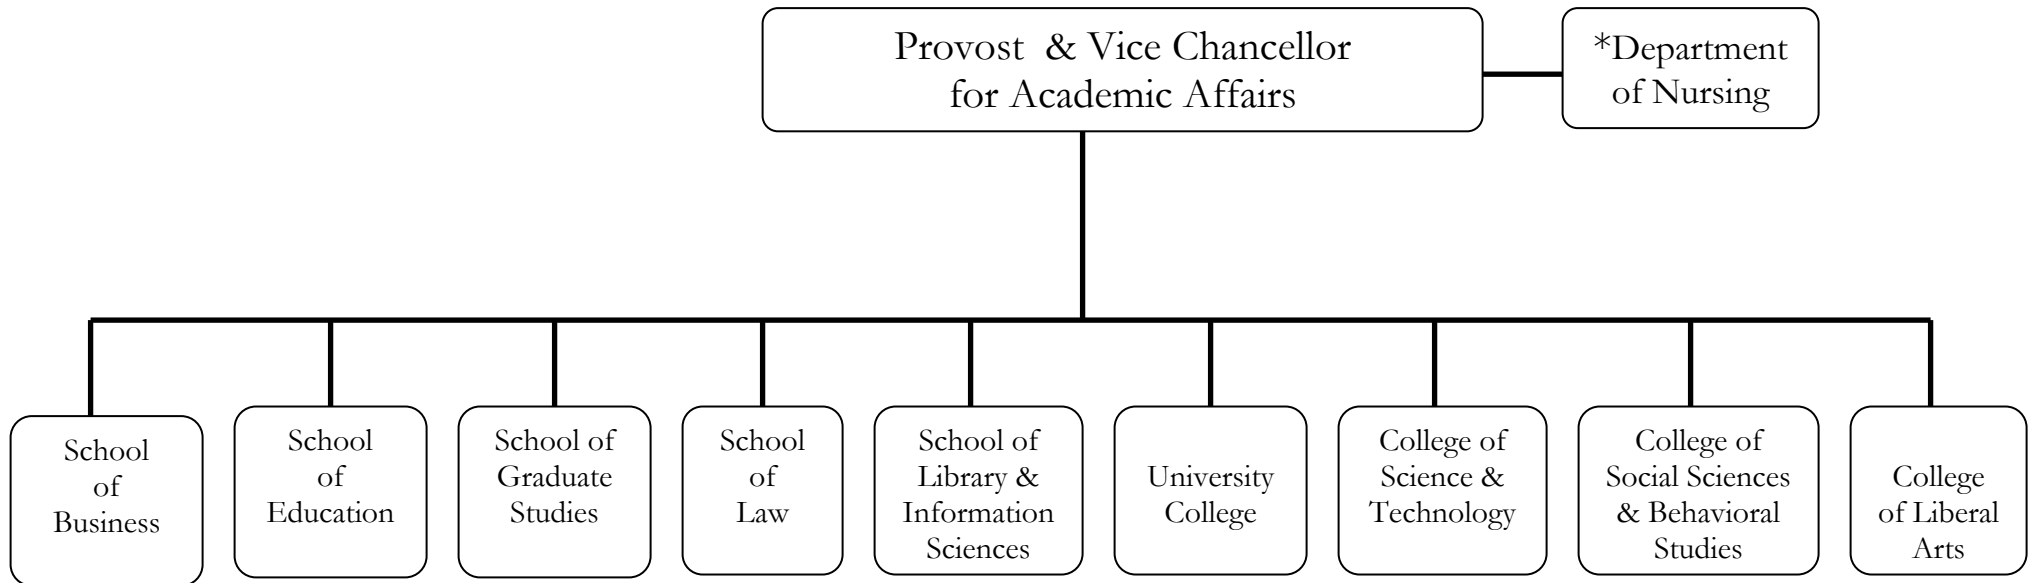 Provost & Vice Chancellor
for Academic Affairs
*Department
of Nursing
School
of
Business
School
of
Education
School of
Graduate
Studies
School
of
Law
School of
Library &
Information
Sciences
University
College
College of
Science &
Technology
College of
Social Sciences
& Behavioral
Studies
College
of Liberal
Arts